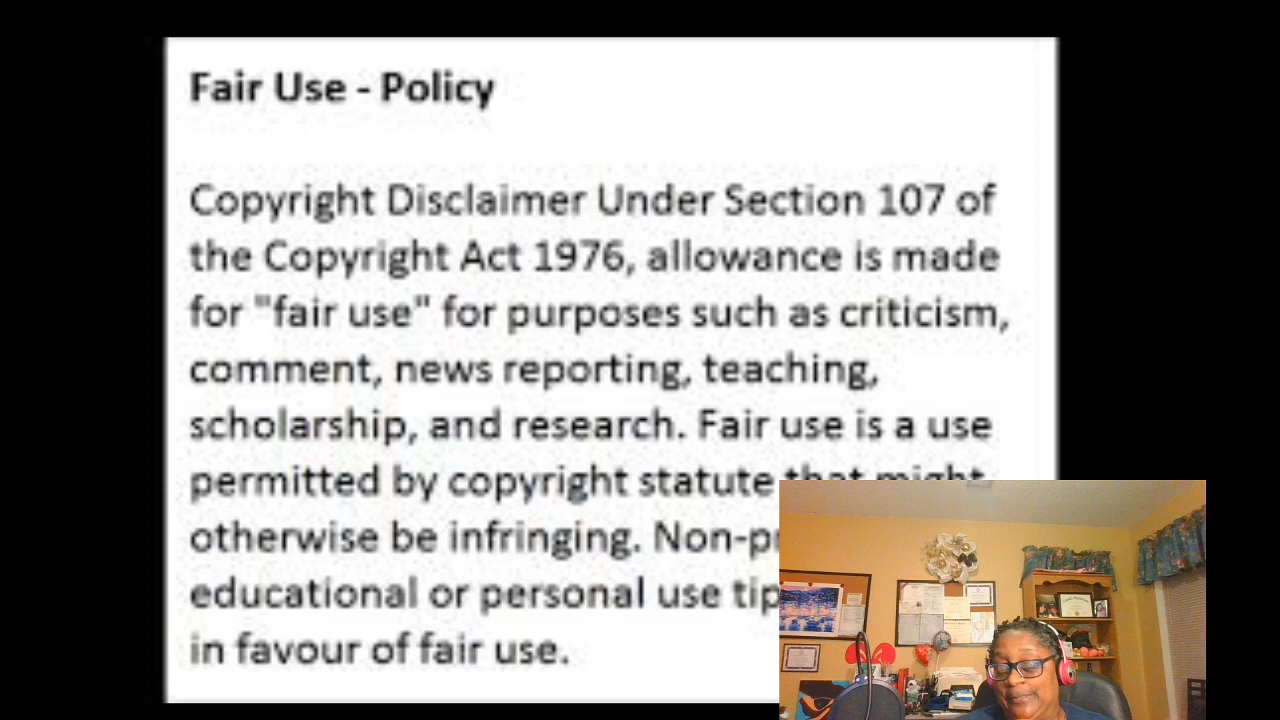 Fair Use - Policy
Copyright Disclaimer Under Section 107 of
the Copyright Act 1976, allowance is made
for "fair use" for purposes such as criticism,
comment, news reporting, teaching,
scholarship, and research. Fair use is a use
permitted by copyright statute that might
otherwise be infringing.
educational or personal use
in favour of fair use.